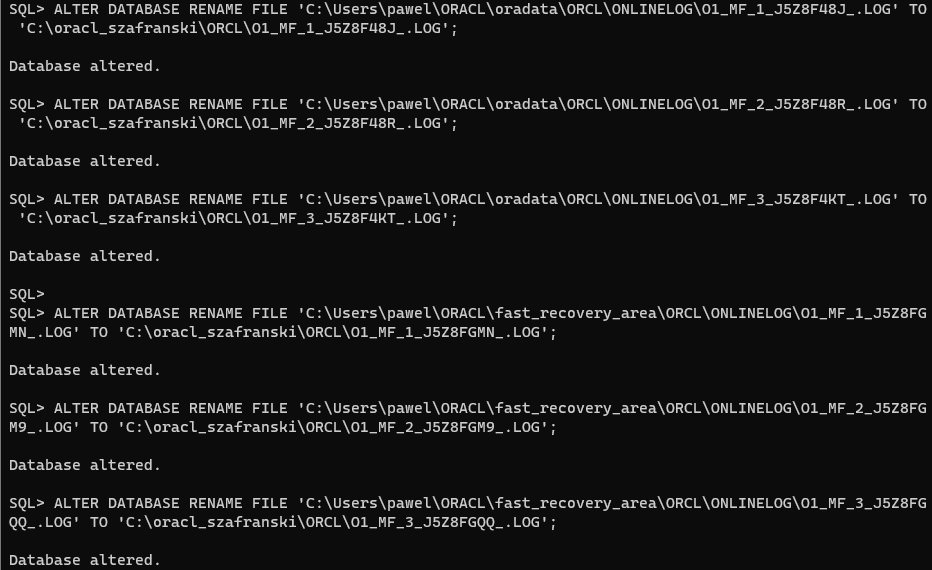 SQL> ALTER DATABASE RENAME FILE 'C:\Users\pawel\ORACL\oradata\ORCL\ONLINELOG\O1_MF_1_J5Z8F48J_.LOG' TO
 'C:\oracl_szafranski\ORCL\O1_MF_1_J5Z8F48J_.LOG';
Database altered.
SQL> ALTER DATABASE RENAME FILE 'C:\Users\pawel\ORACL\oradata\ORCL\ONLINELOG\O1_MF_2_J5Z8F48R_.LOG' TO
 'C:\oracl_szafranski\ORCL\O1_MF_2_J5Z8F48R_.LOG';
Database altered.
SQL> ALTER DATABASE RENAME FILE 'C:\Users\pawel\ORACL\oradata\ORCL\ONLINELOG\O1_MF_3_J5Z8F4KT_.LOG' TO
 'C:\oracl_szafranski\ORCL\O1_MF_3_J5Z8F4KT_.LOG';
Database altered.
SQL>
SQL> ALTER DATABASE RENAME FILE 'C:\Users\pawel\ORACL\fast_recovery_area\ORCL\ONLINELOG\O1_MF_1_J5Z8FG
MN_.LOG' TO 'C:\oracl_szafranski\ORCL\O1_MF_1_J5Z8FGMN_.LOG';
Database altered.
SQL> ALTER DATABASE RENAME FILE 'C:\Users\pawel\ORACL\fast_recovery_area\ORCL\ONLINELOG\O1_MF_2_J5Z8FG
M9_.LOG' TO 'C:\oracl_szafranski\ORCL\O1_MF_2_J5Z8FGM9_.LOG';
Database altered.
SQL> ALTER DATABASE RENAME FILE 'C:\Users\pawel\ORACL\fast_recovery_area\ORCL\ONLINELOG\O1_MF_3_J5Z8FG
QQ_.LOG' TO 'C:\oracl_szafranski\ORCL\O1_MF_3_J5Z8FGQQ_.LOG';
Database altered.